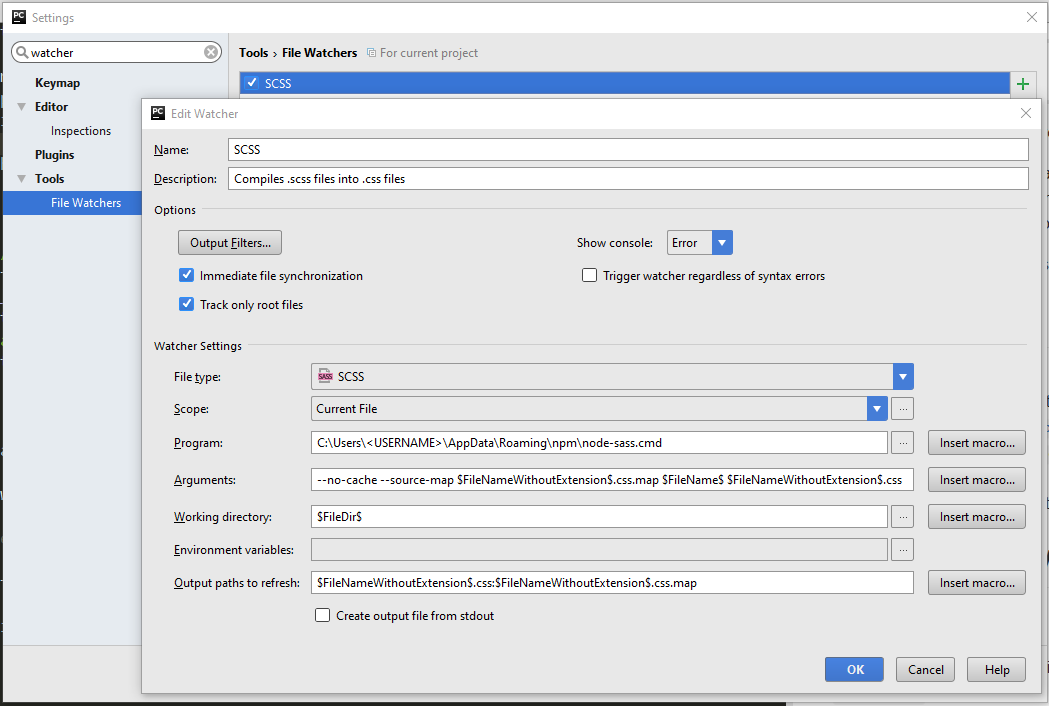 PC Settings
watcher
Tools › File Watchers For current project
Keymap
Editor
Inspections
Plugins
Tools
File Watchers
SCSS
PC Edit Watcher
Name: SCSS
Description: Compiles .scss files into .css files
Options
Output Filters... Show console: Error
Immediate file synchronization Trigger watcher regardless of syntax errors
Track only root files
Watcher Settings
File type: SASS SCSS
Scope: Current File ...
Program: C:\Users\<USERNAME>\AppData\Roaming\npm\node-sass.cmd ... Insert macro...
Arguments: --no-cache --source-map $FileNameWithoutExtension$.css.map $FileName$ $FileNameWithoutExtension$.css Insert macro...
Working directory: $FileDir$ ... Insert macro...
Environment variables: ...
Output paths to refresh: $FileNameWithoutExtension$.css:$FileNameWithoutExtension$.css.map Insert macro...
Create output file from stdout
OK Cancel Help